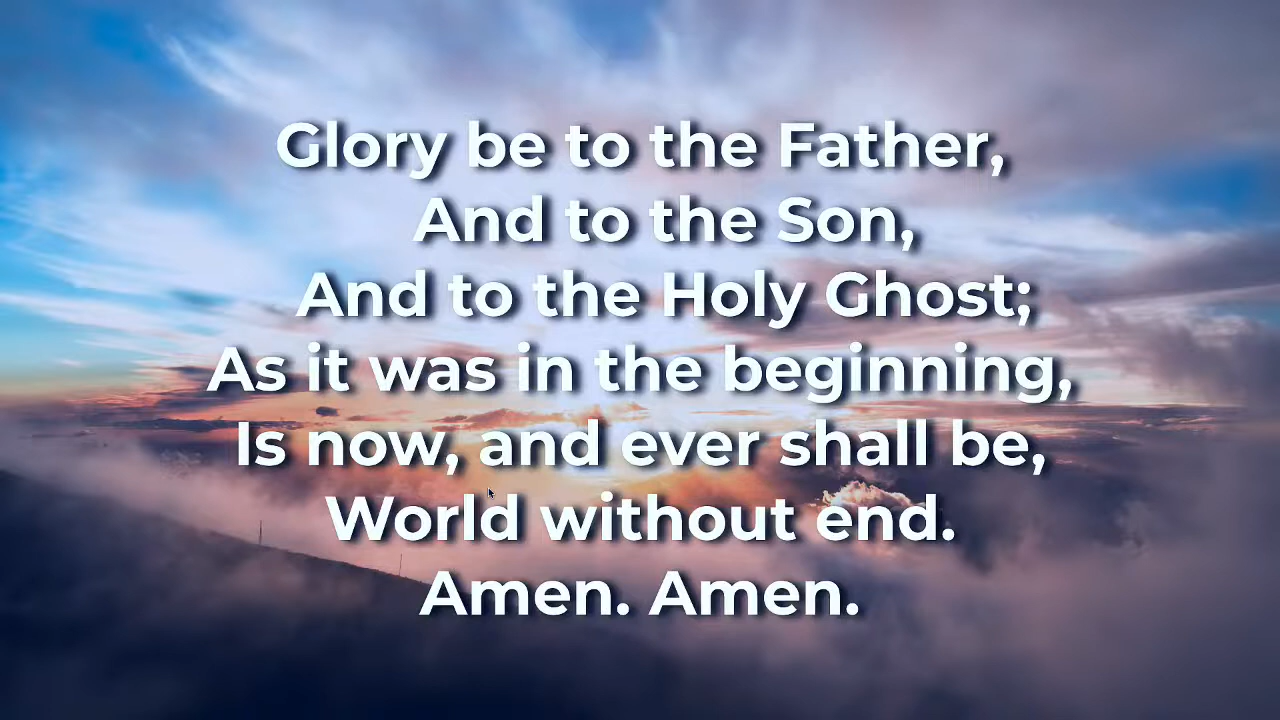 Glory be to the Father,
And to the Son,
And to the Holy Ghost;
As it was in the beginning,
Is now, and ever shall be,
World without end.
Amen. Amen.